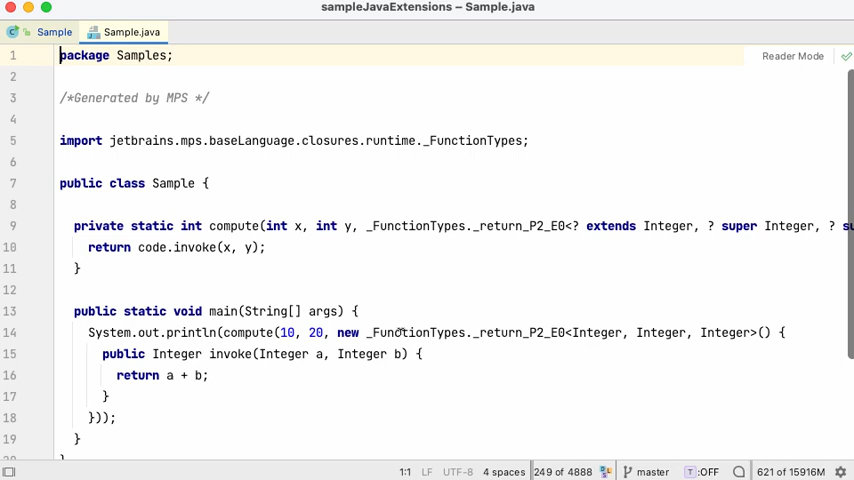 sampleJavaExtensions – Sample.java
Sample
Sample.java
1 package Samples;
Reader Mode
2
3 /*Generated by MPS */
4
5 import jetbrains.mps.baseLanguage.closures.runtime._FunctionTypes;
6
7 public class Sample {
8
9 private static int compute(int x, int y, _FunctionTypes._return_P2_E0<? extends Integer, ? super Integer, ? su
10 return code.invoke(x, y);
11 }
12
13 public static void main(String[] args) {
14 System.out.println(compute(10, 20, new _FunctionTypes._return_P2_E0<Integer, Integer, Integer>() {
15 public Integer invoke(Integer a, Integer b) {
16 return a + b;
17 }
18 }));
19 }
1:1 LF UTF-8 4 spaces 249 of 4888 master T :OFF 621 of 15916M